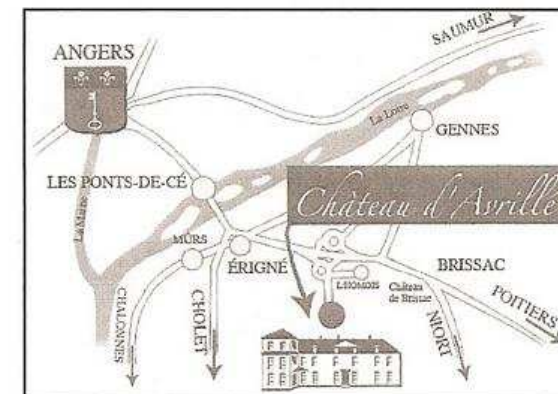 SAUMUR
ANGERS
La Loire
GENNES
LES PONTS-DE-CÉ
Château d'Avrille
MÛRS
ÉRIGNÉ
BRISSAC
Château
de Brissac
CHALONNES
CHOLET
NIORT
POITIERS